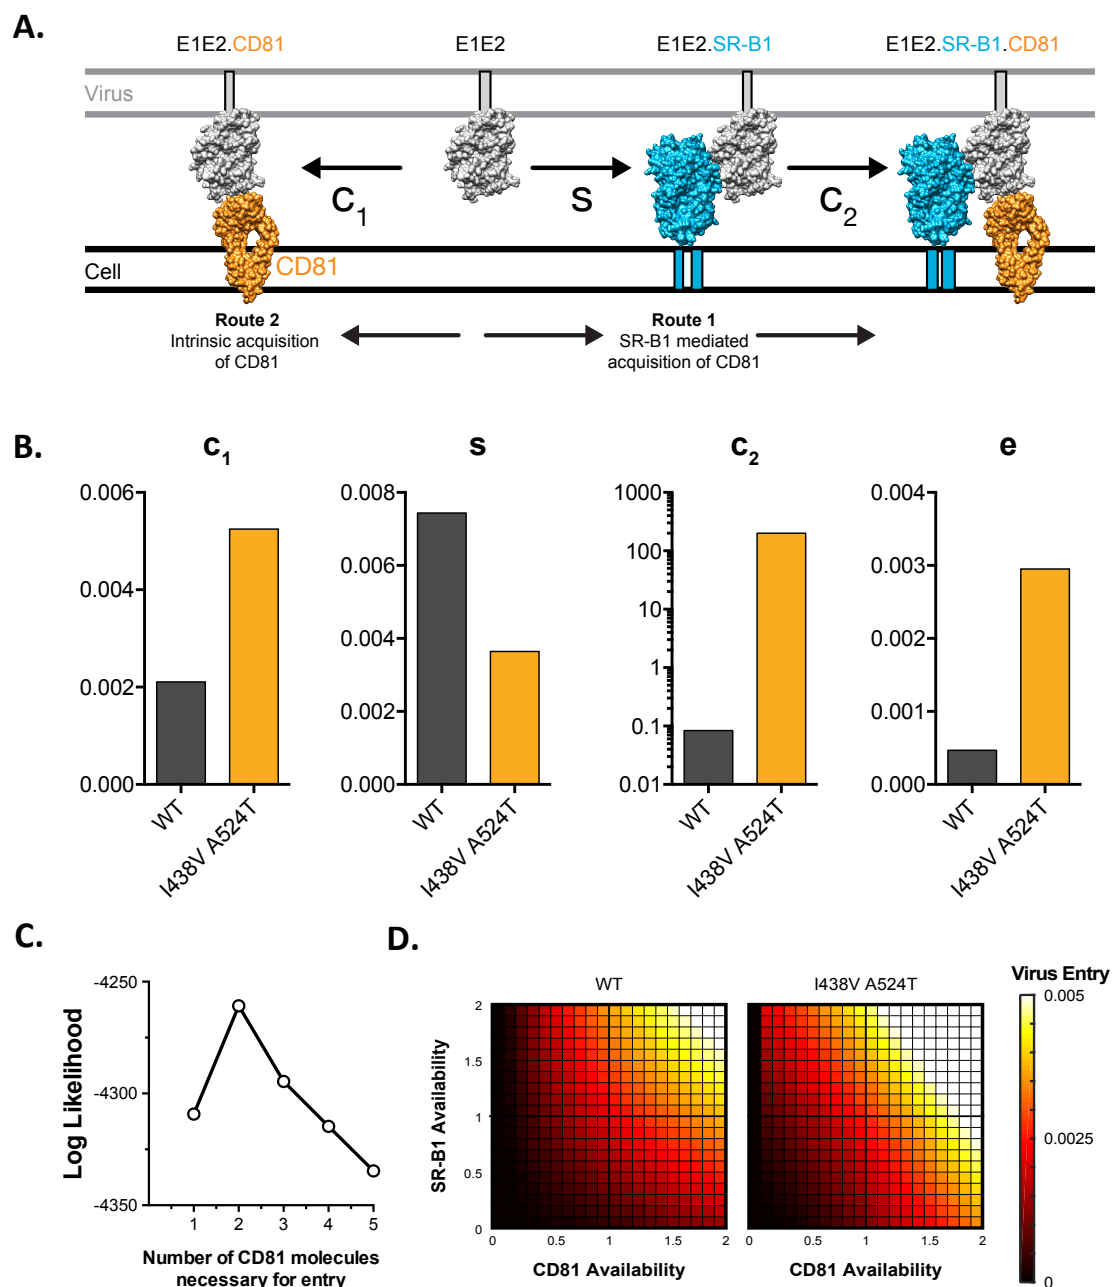 A.
E1E2.CD81
E1E2
E1E2.SR-B1
E1E2.SR-B1.CD81
Virus
C1
S
C2
CD81
Cell
Route 2
Intrinsic acquisition
of CD81
Route 1
SR-B1 mediated
acquisition of CD81
B.
c1
s
c2
e
0.006
0.004
0.002
0.000
WT
I438V A524T
0.008
0.006
0.004
0.002
0.000
WT
I438V A524T
1000
100
10
1
0.1
0.01
WT
I438V A524T
0.004
0.003
0.002
0.001
0.000
WT
I438V A524T
C.
Log Likelihood
-4250
-4300
-4350
1 2 3 4 5
Number of CD81 molecules
necessary for entry
D.
WT
I438V A524T
Virus Entry
SR-B1 Availability
2
1.5
1
0.5
0
0 0.5 1 1.5 2
CD81 Availability
0 0.5 1 1.5 2
CD81 Availability
0.005
0.0025
0